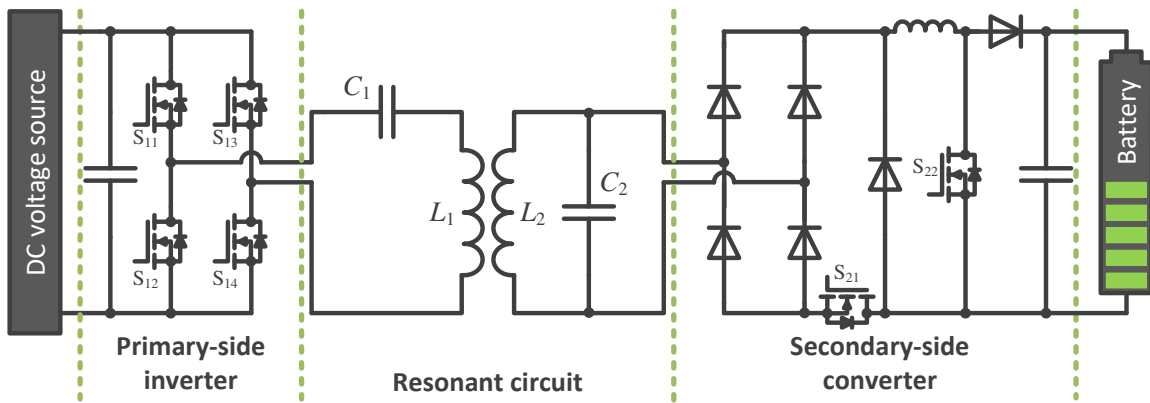 DC voltage source
S11
S13
S12
S14
C1
L1
L2
C2
S22
S21
Battery
Primary-side
inverter
Resonant circuit
Secondary-side
converter